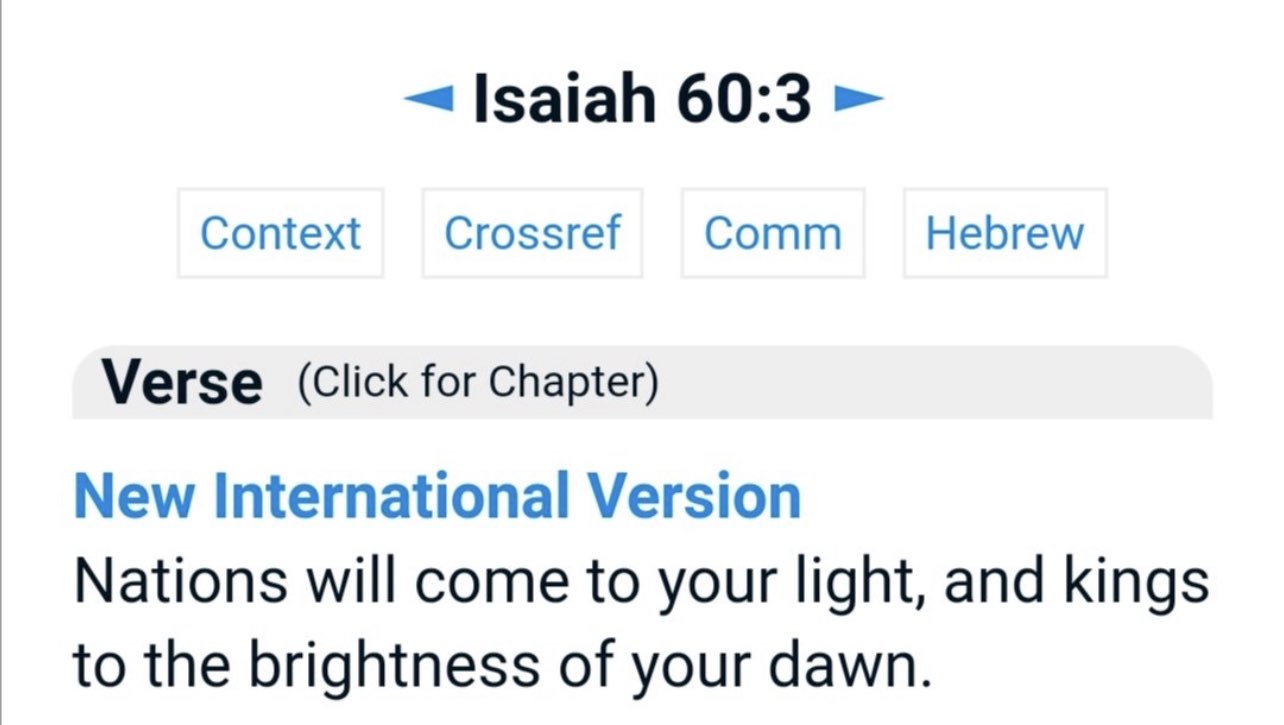 ◄ Isaiah 60:3 ►
Context Crossref Comm Hebrew
Verse (Click for Chapter)
New International Version
Nations will come to your light, and kings
to the brightness of your dawn.